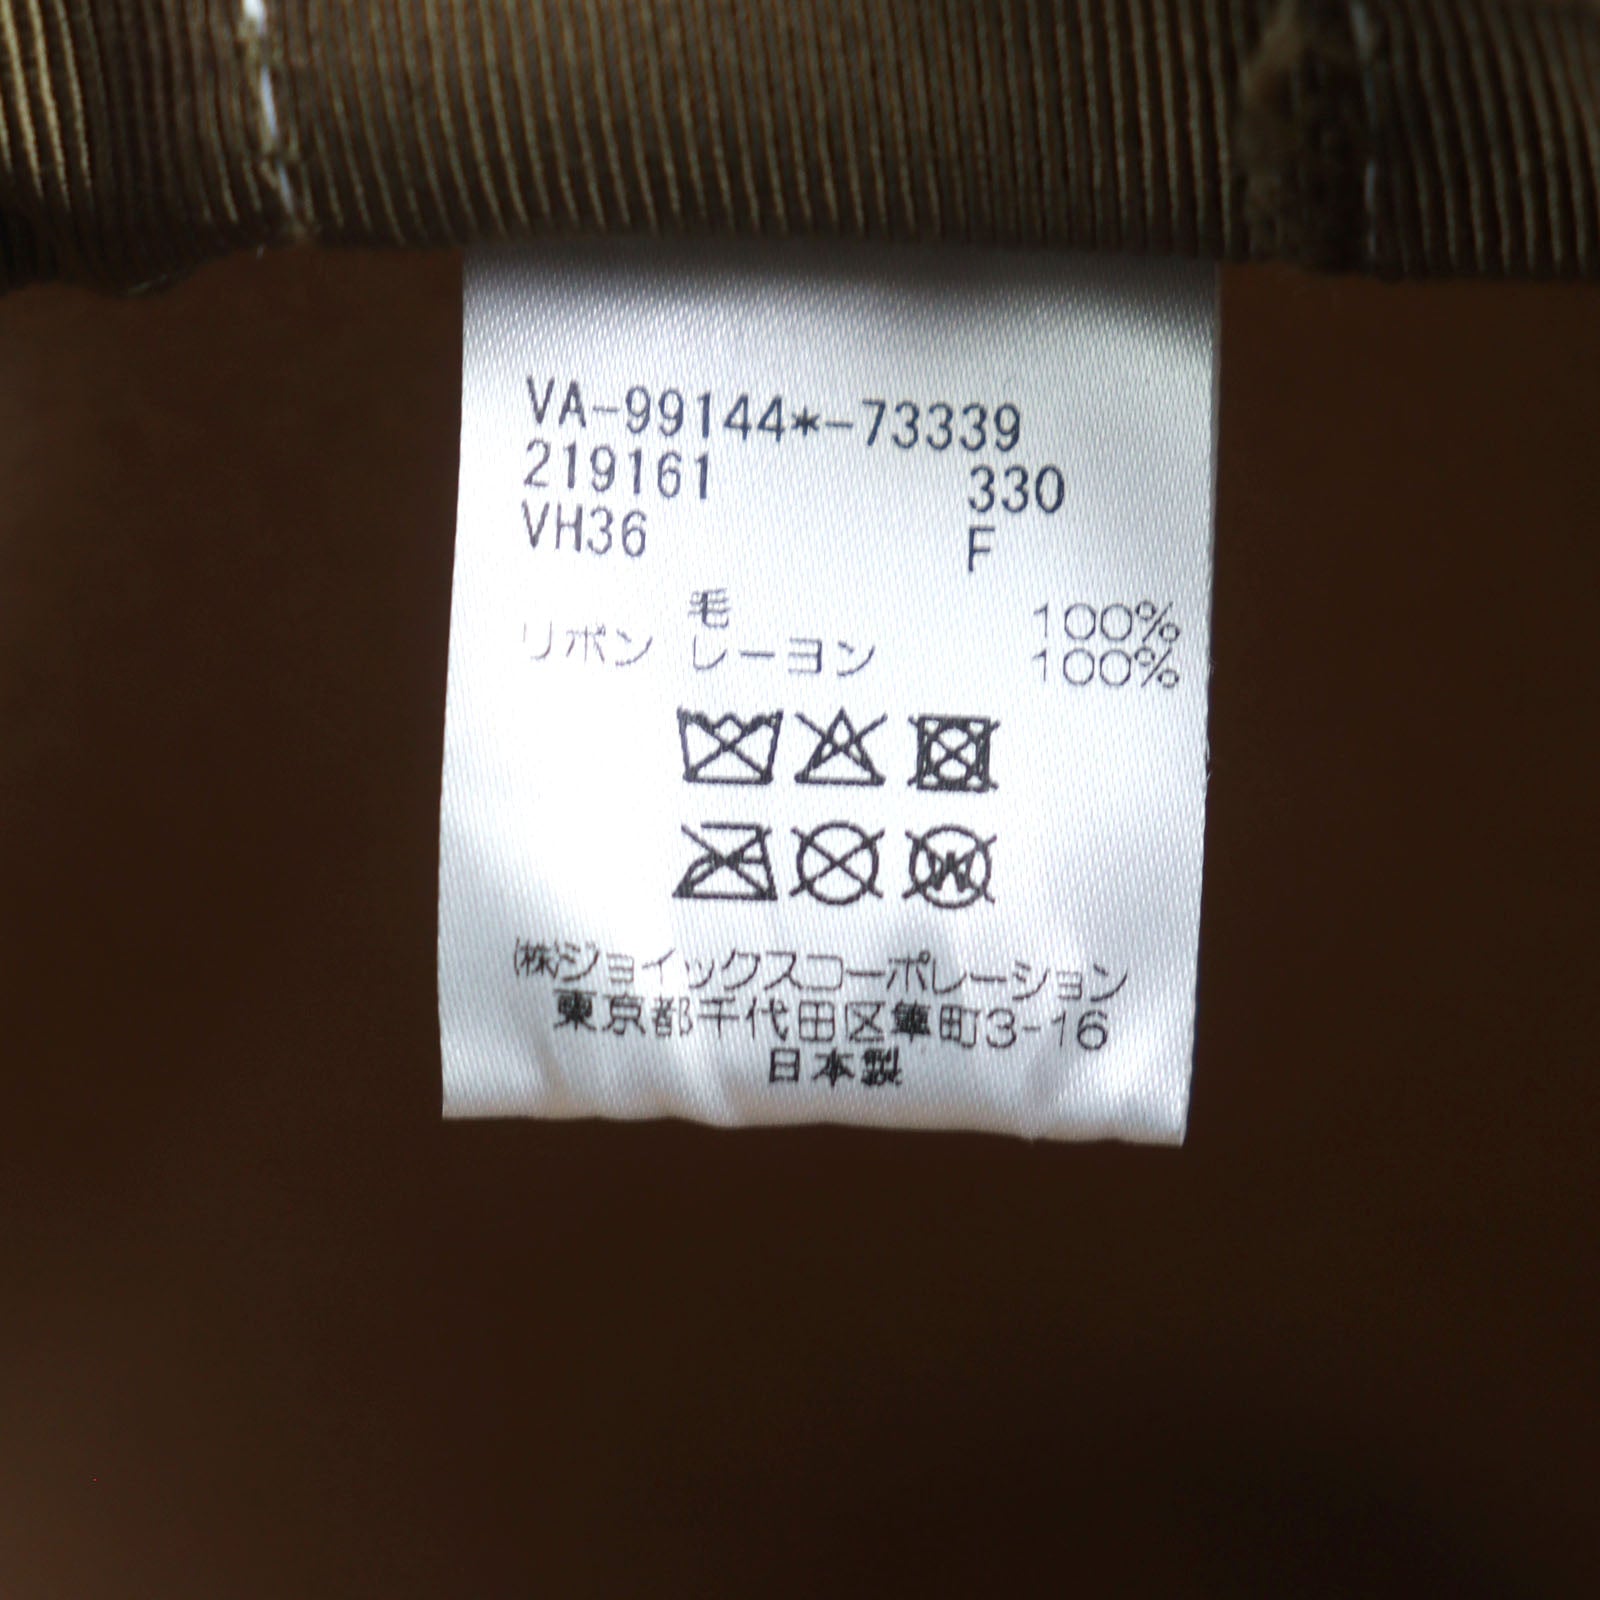 VA-99144*-73339
219161 330
VH36 F
毛 100%
リボン レーヨン 100%
W
(株)ジョイックスコーポレーション
東京都千代田区隼町3-16
日本製